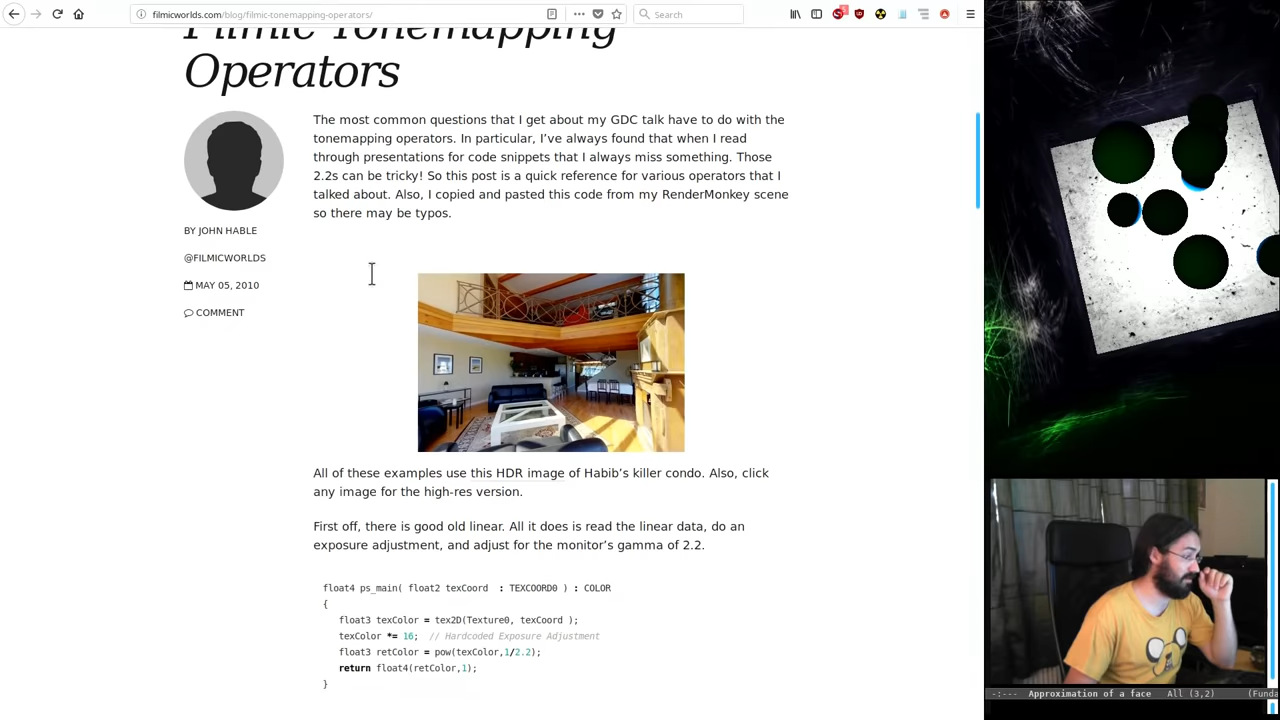 filmicworlds.com/blog/filmic-tonemapping-operators/
Search
Filmic Tonemapping
Operators
BY JOHN HABLE
@FILMICWORLDS
MAY 05, 2010
COMMENT
The most common questions that I get about my GDC talk have to do with the
tonemapping operators. In particular, I’ve always found that when I read
through presentations for code snippets that I always miss something. Those
2.2s can be tricky! So this post is a quick reference for various operators that I
talked about. Also, I copied and pasted this code from my RenderMonkey scene
so there may be typos.
All of these examples use this HDR image of Habib’s killer condo. Also, click
any image for the high-res version.
First off, there is good old linear. All it does is read the linear data, do an
exposure adjustment, and adjust for the monitor’s gamma of 2.2.
float4 ps_main( float2 texCoord  : TEXCOORD0 ) : COLOR
{
float3 texColor = tex2D(Texture0, texCoord );
texColor *= 16;  // Hardcoded Exposure Adjustment
float3 retColor = pow(texColor,1/2.2);
return float4(retColor,1);
}
-:---  Approximation of a face   All (3,2)      (Funda